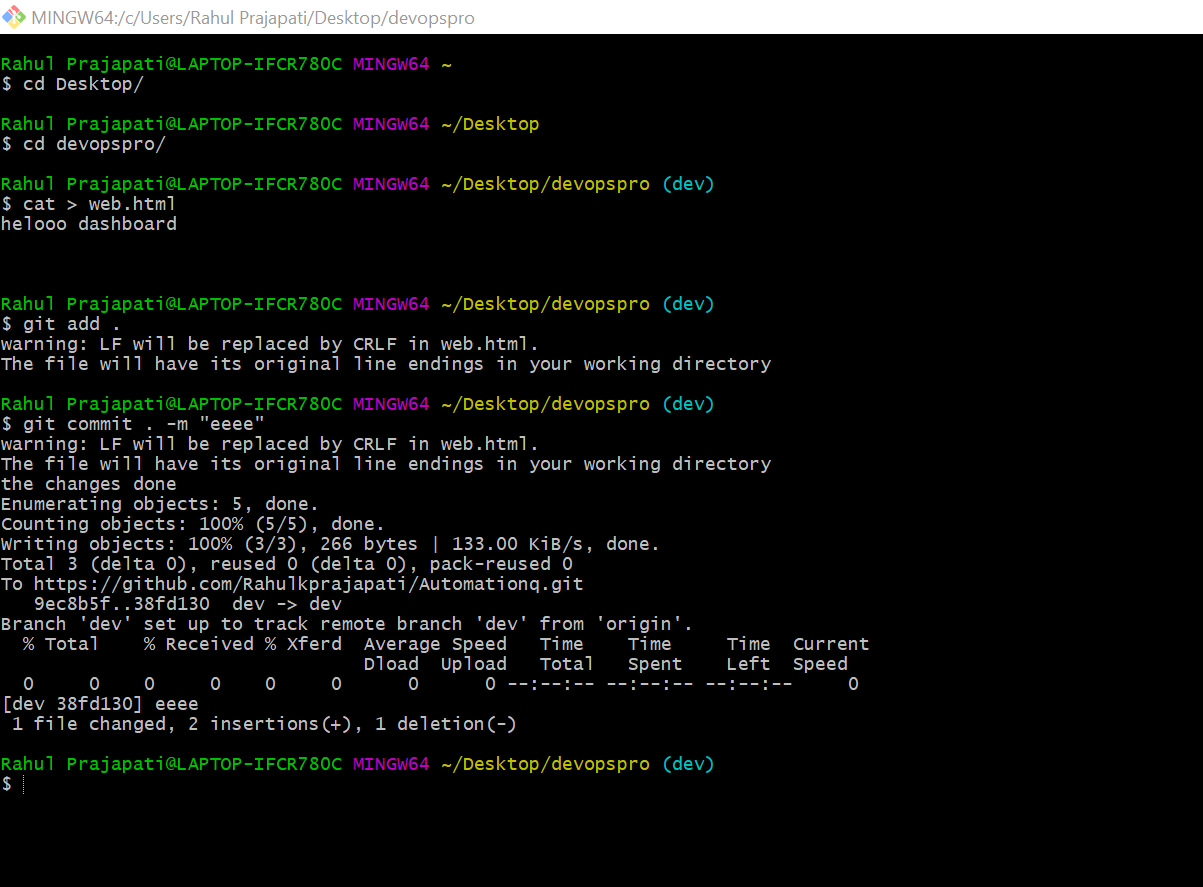 MINGW64:/c/Users/Rahul Prajapati/Desktop/devopspro
Rahul Prajapati@LAPTOP-IFCR780C MINGW64 ~
$ cd Desktop/
Rahul Prajapati@LAPTOP-IFCR780C MINGW64 ~/Desktop
$ cd devopspro/
Rahul Prajapati@LAPTOP-IFCR780C MINGW64 ~/Desktop/devopspro (dev)
$ cat > web.html
helooo dashboard
Rahul Prajapati@LAPTOP-IFCR780C MINGW64 ~/Desktop/devopspro (dev)
$ git add .
warning: LF will be replaced by CRLF in web.html.
The file will have its original line endings in your working directory
Rahul Prajapati@LAPTOP-IFCR780C MINGW64 ~/Desktop/devopspro (dev)
$ git commit . -m "eeee"
warning: LF will be replaced by CRLF in web.html.
The file will have its original line endings in your working directory
the changes done
Enumerating objects: 5, done.
Counting objects: 100% (5/5), done.
Writing objects: 100% (3/3), 266 bytes | 133.00 KiB/s, done.
Total 3 (delta 0), reused 0 (delta 0), pack-reused 0
To https://github.com/Rahulkprajapati/Automationq.git
   9ec8b5f..38fd130  dev -> dev
Branch 'dev' set up to track remote branch 'dev' from 'origin'.
  % Total    % Received % Xferd  Average Speed   Time    Time     Time  Current
                                 Dload  Upload   Total   Spent    Left  Speed
  0     0    0     0    0     0      0      0 --:--:-- --:--:-- --:--:--     0
[dev 38fd130] eeee
 1 file changed, 2 insertions(+), 1 deletion(-)
Rahul Prajapati@LAPTOP-IFCR780C MINGW64 ~/Desktop/devopspro (dev)
$